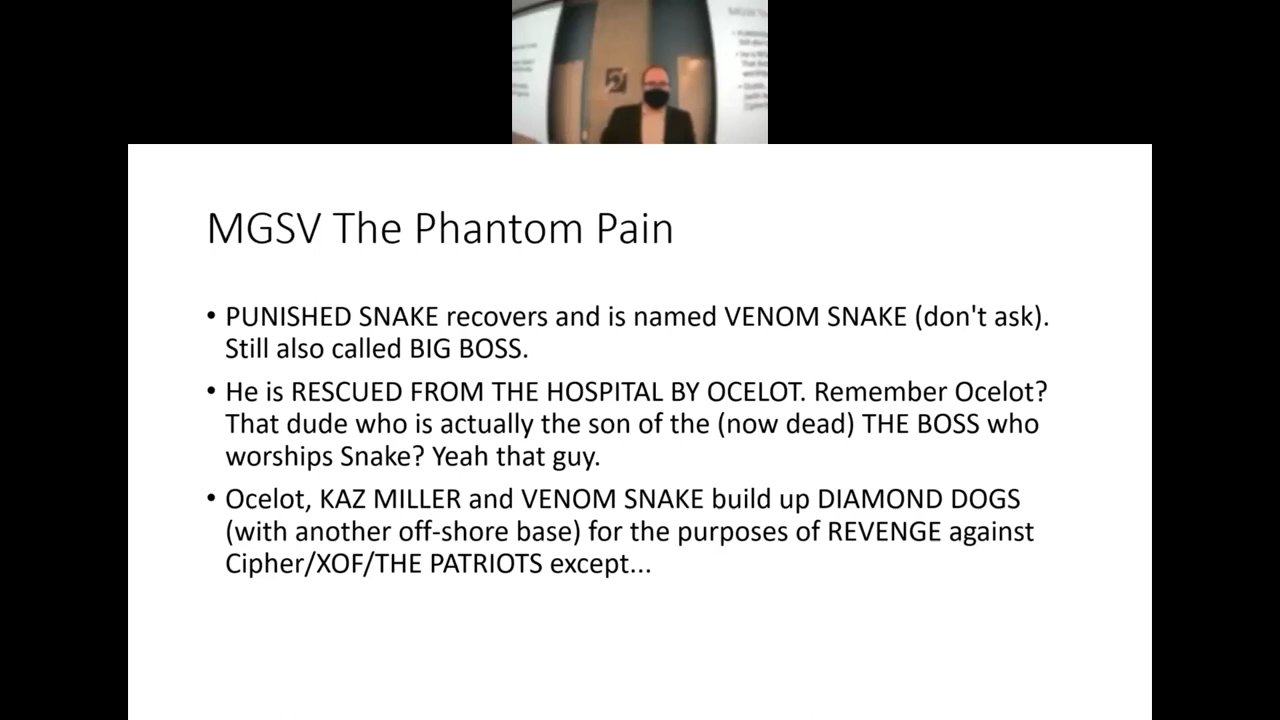 MGSV The Phantom Pain
• PUNISHED SNAKE recovers and is named VENOM SNAKE (don't ask).
Still also called BIG BOSS.
• He is RESCUED FROM THE HOSPITAL BY OCELOT. Remember Ocelot?
That dude who is actually the son of the (now dead) THE BOSS who
worships Snake? Yeah that guy.
• Ocelot, KAZ MILLER and VENOM SNAKE build up DIAMOND DOGS
(with another off-shore base) for the purposes of REVENGE against
Cipher/XOF/THE PATRIOTS except...